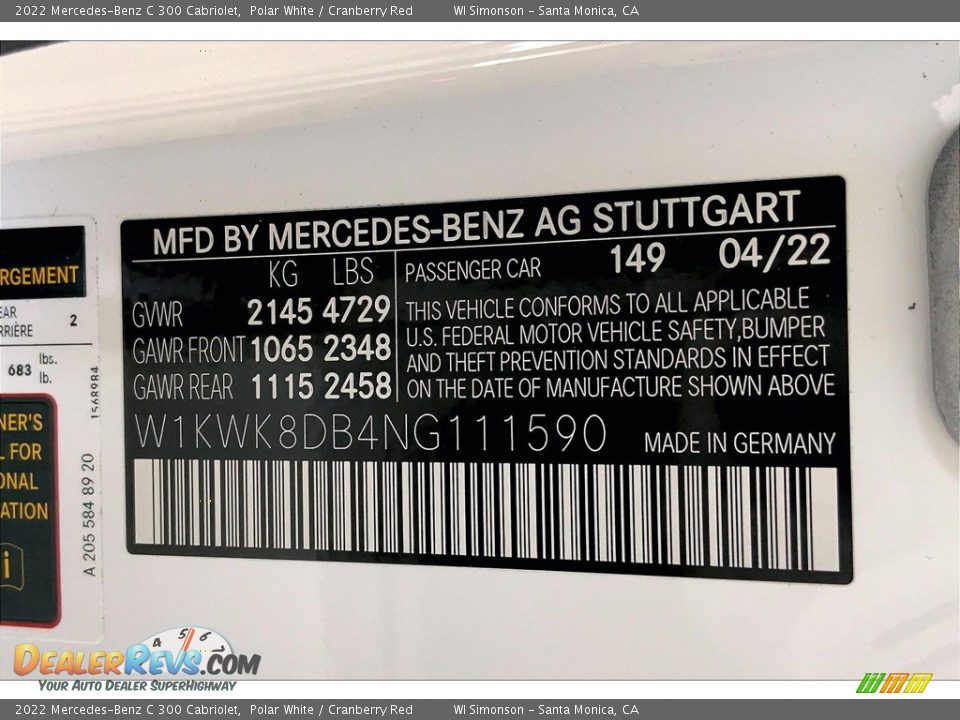 2022 Mercedes-Benz C 300 Cabriolet, Polar White / Cranberry Red WI Simonson - Santa Monica, CA
MFD BY MERCEDES-BENZ AG STUTTGART
KG LBS
GVWR 2145 4729
GAWR FRONT 1065 2348
GAWR REAR 1115 2458
PASSENGER CAR 149 04/22
THIS VEHICLE CONFORMS TO ALL APPLICABLE
U.S. FEDERAL MOTOR VEHICLE SAFETY,BUMPER
AND THEFT PREVENTION STANDARDS IN EFFECT
ON THE DATE OF MANUFACTURE SHOWN ABOVE
W1KWK8DB4NG111590 MADE IN GERMANY
RGEMENT
EAR
RRIÈRE 2
683 lbs.
lb.
1568984
NER'S
L FOR
ONAL
ATION
i
A 205 584 89 20
4 5 6 7
DEALERREVS.COM
YOUR AUTO DEALER SUPERHIGHWAY
2022 Mercedes-Benz C 300 Cabriolet, Polar White / Cranberry Red WI Simonson - Santa Monica, CA